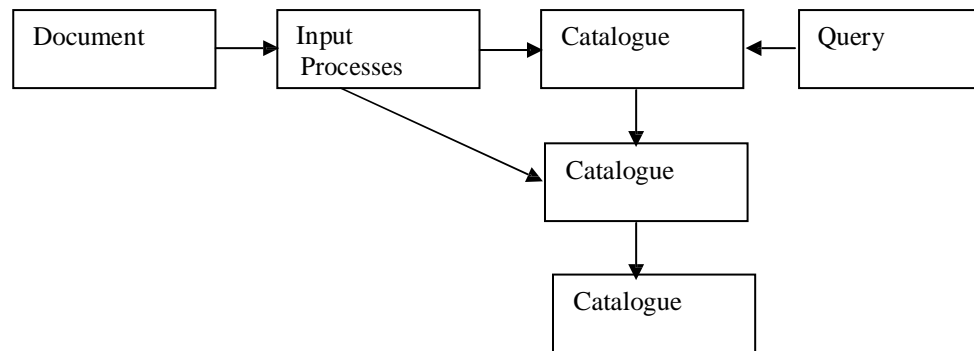 Document
Input
Processes
Catalogue
Query
Catalogue
Catalogue